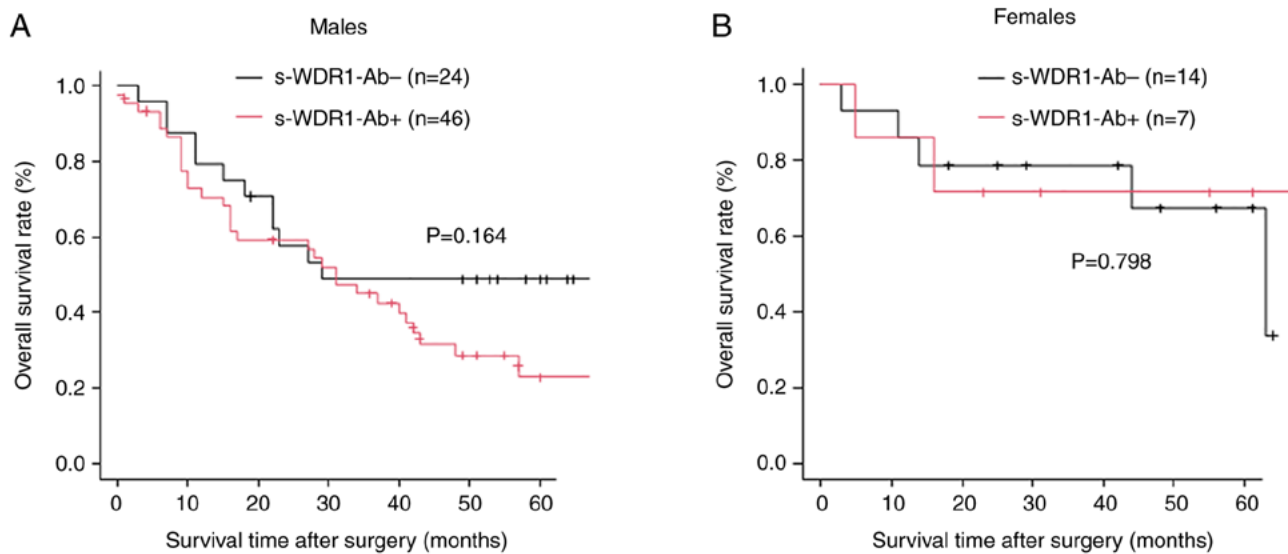 A
Males
s-WDR1-Ab– (n=24)
s-WDR1-Ab+ (n=46)
Overall survival rate (%)
1.0
0.8
0.6
0.4
0.2
0.0
P=0.164
0 10 20 30 40 50 60
Survival time after surgery (months)
B
Females
s-WDR1-Ab– (n=14)
s-WDR1-Ab+ (n=7)
Overall survival rate (%)
1.0
0.8
0.6
0.4
0.2
0.0
P=0.798
0 10 20 30 40 50 60
Survival time after surgery (months)